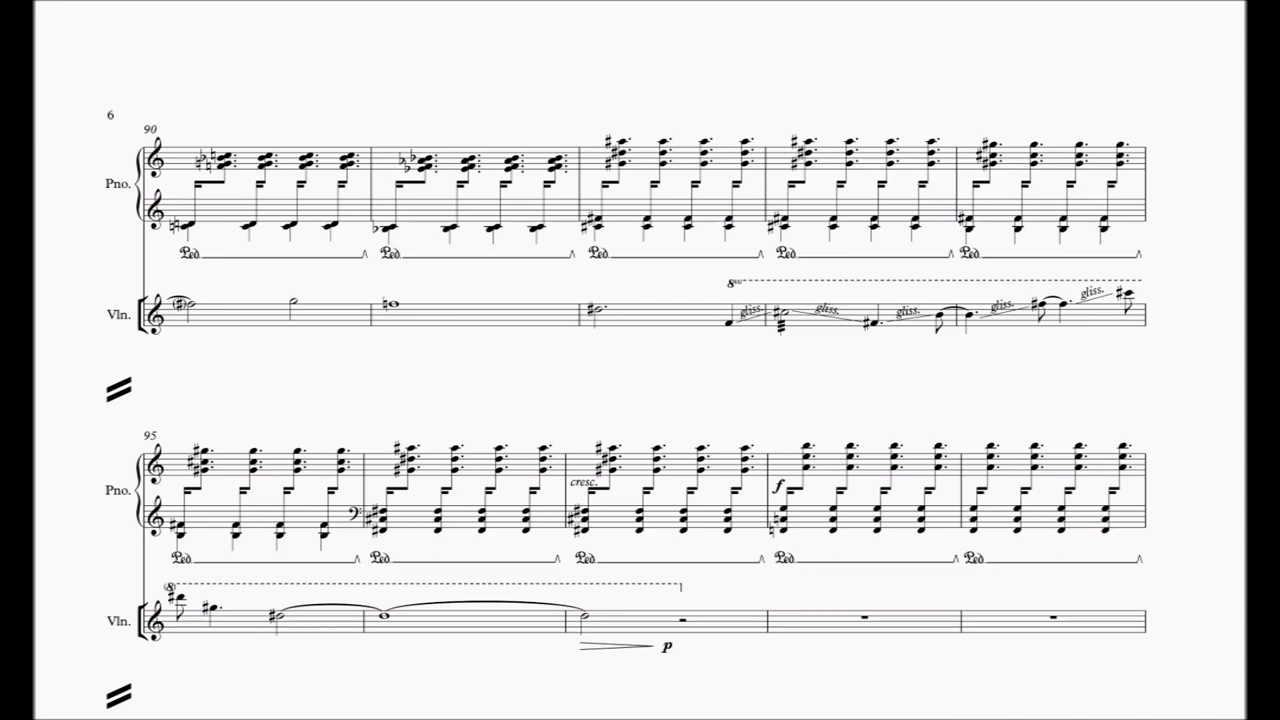 6
90
Pno.
Ped Ped Ped Ped Ped
8va
Vln.
gliss. gliss. gliss. gliss. gliss.
95
Pno.
cresc. f
Ped Ped Ped Ped Ped
(8)
Vln.
p